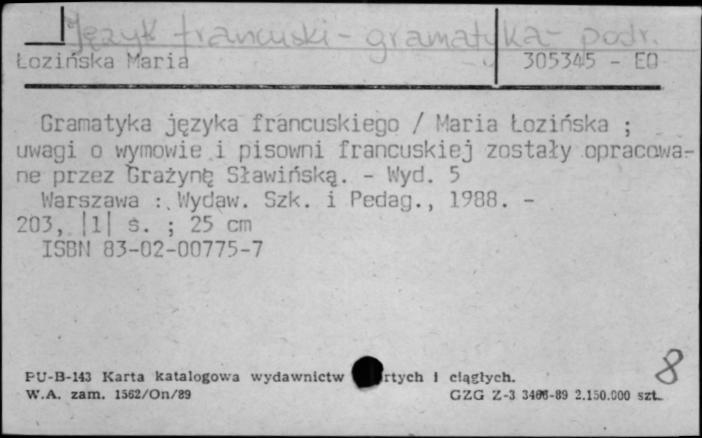 Język francuski - gramatyka - podr.
Łozińska Maria 305345 - EO
Gramatyka języka francuskiego / Maria Łozińska ;
uwagi o wymowie i pisowni francuskiej zostały opracowa-
ne przez Grażynę Sławińską. - Wyd. 5
Warszawa : Wydaw. Szk. i Pedag., 1988. -
203, |1| s. ; 25 cm
ISBN 83-02-00775-7
8
PU-B-143 Karta katalogowa wydawnictw rtych i ciągłych.
W.A. zam. 1562/On/89 GZG Z-3 3466-89 2.150.000 szt.